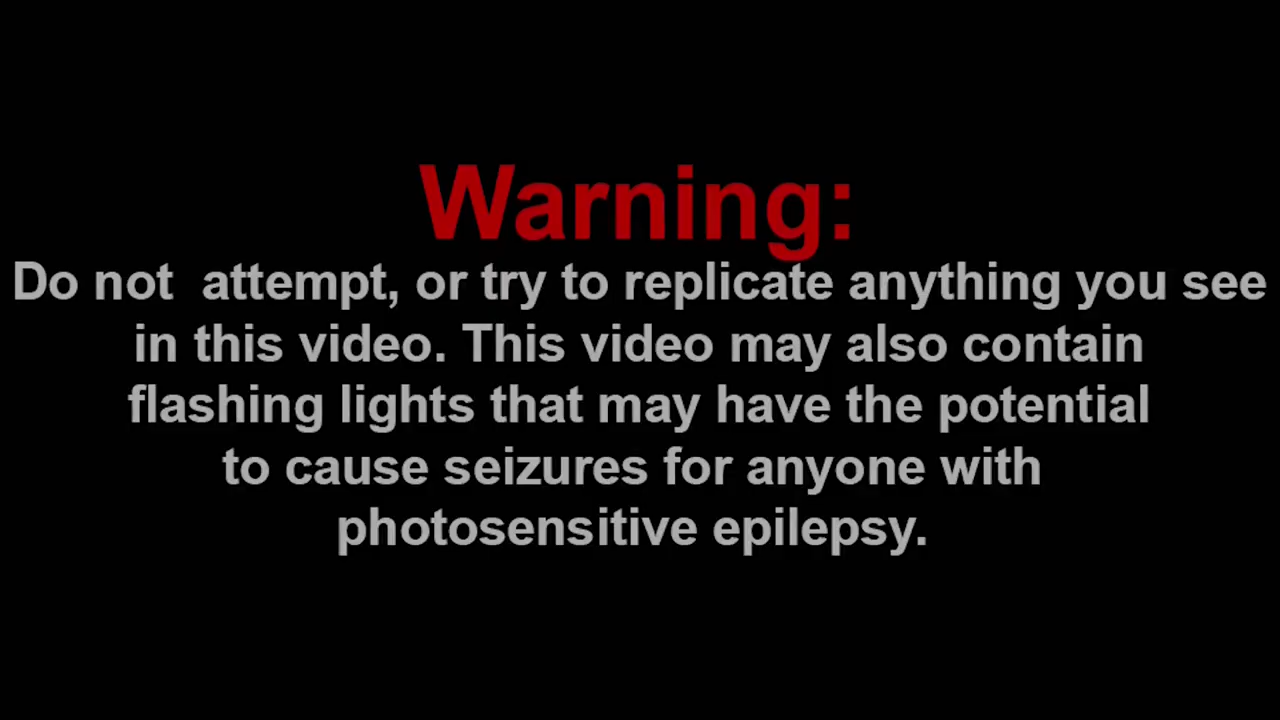 Warning:
Do not  attempt, or try to replicate anything you see
in this video. This video may also contain
flashing lights that may have the potential
to cause seizures for anyone with
photosensitive epilepsy.